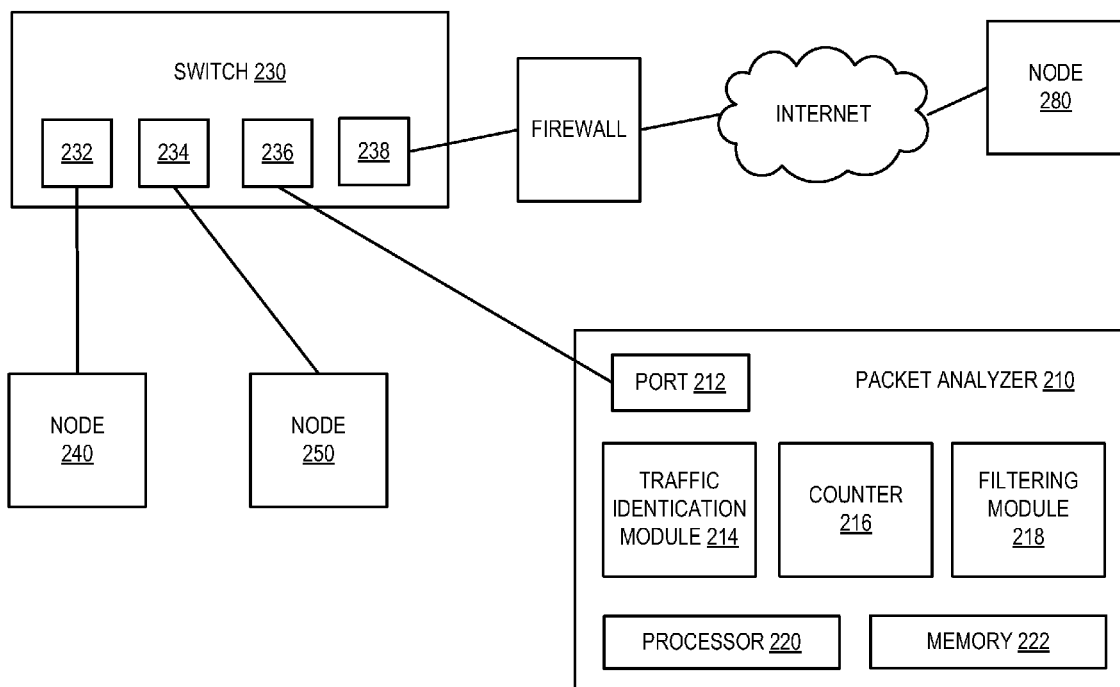 SWITCH 230
232
234
236
238
FIREWALL
INTERNET
NODE
280
NODE
240
NODE
250
PORT 212
PACKET ANALYZER 210
TRAFFIC
IDENTICATION
MODULE 214
COUNTER
216
FILTERING
MODULE
218
PROCESSOR 220
MEMORY 222